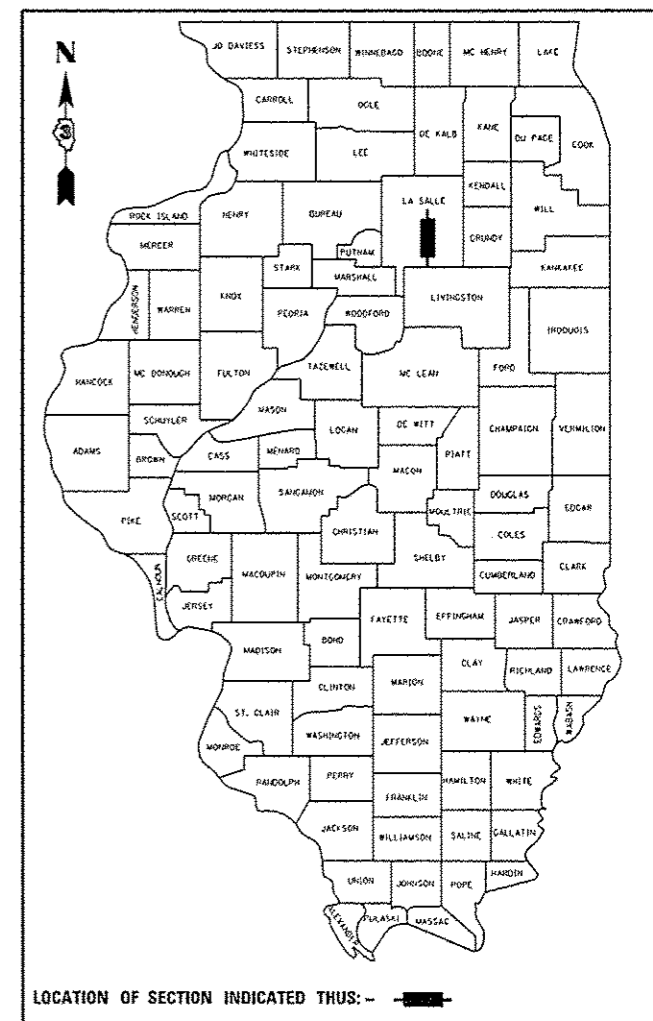 JO DAVIESS STEPHENSON WINNEBAGO BOONE MC HENRY LAKE
N
CARROLL OGLE
3
DE KALB KANE DU PAGE COOK
WHITESIDE LEE
LA SALLE KENDALL WILL
ROCK ISLAND HENRY BUREAU GRUNDY
MERCER PUTNAM KANKAKEE
STARK MARSHALL
HENDERSON WARREN KNOX PEORIA WOODFORD LIVINGSTON IROQUOIS
HANCOCK MC DONOUGH FULTON TAZEWELL MC LEAN FORD
MASON
SCHUYLER LOGAN DE WITT CHAMPAIGN VERMILION
ADAMS BROWN CASS MENARD MACON PIATT
MORGAN SANGAMON DOUGLAS
PIKE SCOTT CHRISTIAN MOULTRIE COLES EDGAR
GREENE SHELBY
CALHOUN MACOUPIN MONTGOMERY CUMBERLAND CLARK
JERSEY FAYETTE EFFINGHAM JASPER CRAWFORD
MADISON BOND
CLAY RICHLAND LAWRENCE
CLINTON MARION
ST. CLAIR WAYNE EDWARDS WABASH
WASHINGTON JEFFERSON
MONROE
RANDOLPH PERRY HAMILTON WHITE
FRANKLIN
JACKSON WILLIAMSON SALINE GALLATIN
UNION JOHNSON POPE HARDIN
ALEXANDER PULASKI MASSAC
LOCATION OF SECTION INDICATED THUS: -